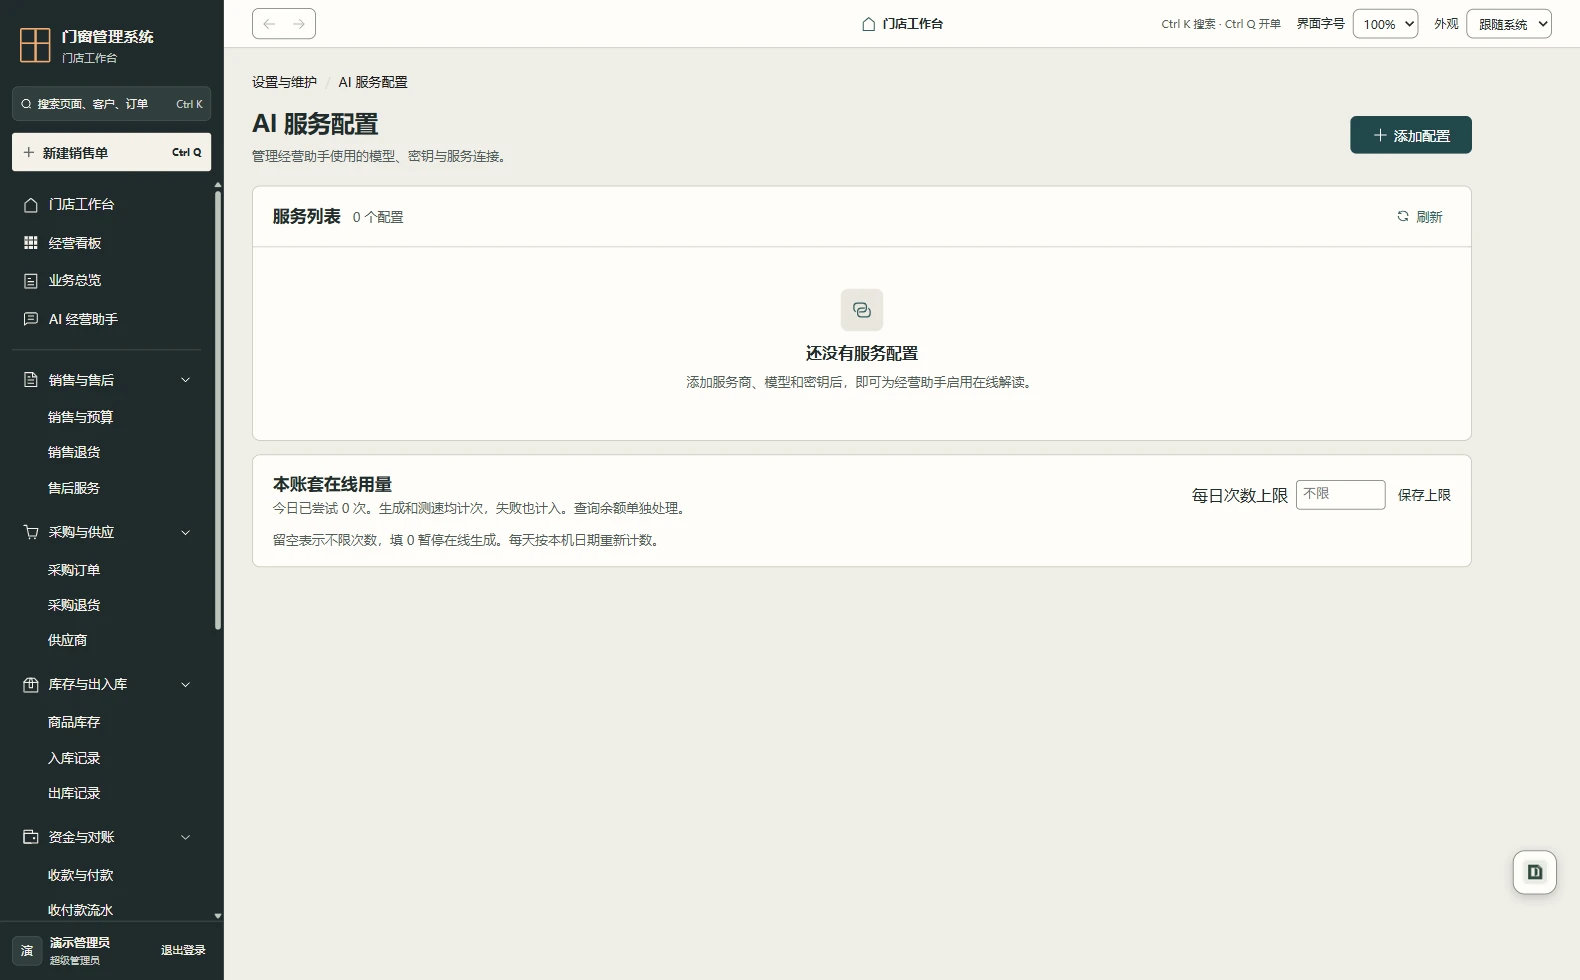 门窗管理系统
门店工作台
搜索页面、客户、订单 Ctrl K
新建销售单 Ctrl Q
门店工作台
经营看板
业务总览
AI 经营助手
销售与售后
销售与预算
销售退货
售后服务
采购与供应
采购订单
采购退货
供应商
库存与出入库
商品库存
入库记录
出库记录
资金与对账
收款与付款
收付款流水
演
演示管理员
超级管理员
退出登录
门店工作台
Ctrl K 搜索 · Ctrl Q 开单
界面字号 100%
外观 跟随系统
设置与维护 / AI 服务配置
AI 服务配置
管理经营助手使用的模型、密钥与服务连接。
添加配置
服务列表 0 个配置
刷新
还没有服务配置
添加服务商、模型和密钥后，即可为经营助手启用在线解读。
本账套在线用量
今日已尝试 0 次。生成和测速均计次，失败也计入。查询余额单独处理。
每日次数上限 不限 保存上限
留空表示不限次数，填 0 暂停在线生成。每天按本机日期重新计数。